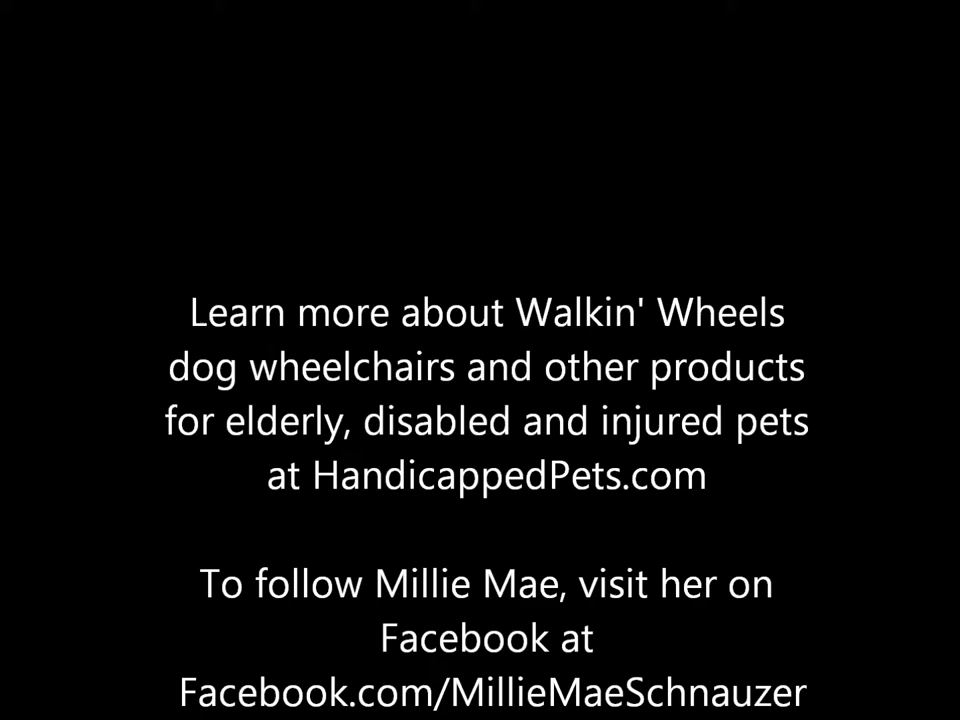 Learn more about Walkin' Wheels
dog wheelchairs and other products
for elderly, disabled and injured pets
at HandicappedPets.com
To follow Millie Mae, visit her on
Facebook at
Facebook.com/MillieMaeSchnauzer